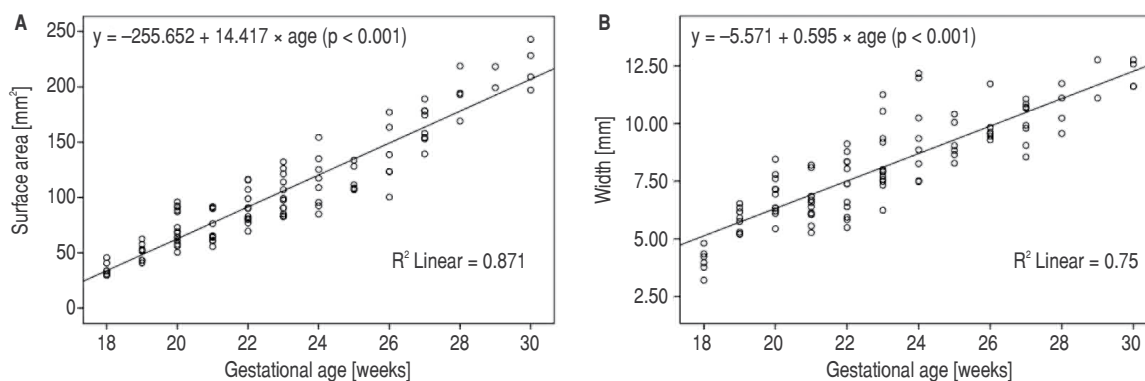 A
y = –255.652 + 14.417 × age (p < 0.001)
Surface area [mm²]
250
200
150
100
50
0
R² Linear = 0.871
18 20 22 24 26 28 30
Gestational age [weeks]
B
y = –5.571 + 0.595 × age (p < 0.001)
Width [mm]
12.50
10.00
7.50
5.00
2.50
R² Linear = 0.75
18 20 22 24 26 28 30
Gestational age [weeks]